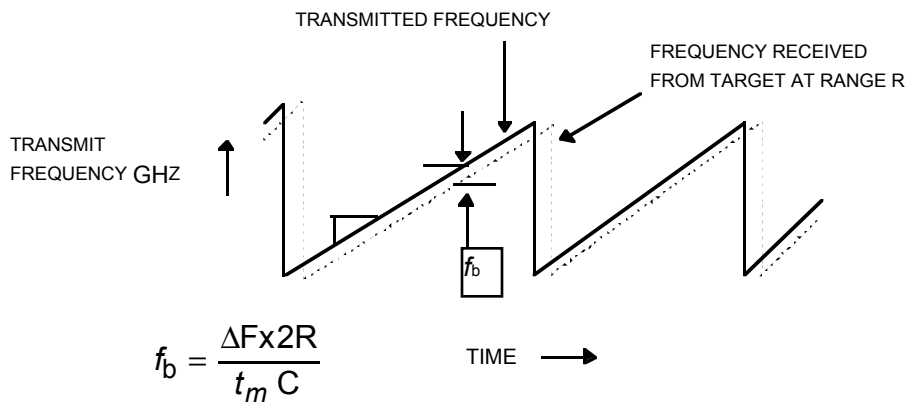 TRANSMITTED FREQUENCY
FREQUENCY RECEIVED
FROM TARGET AT RANGE R
TRANSMIT
FREQUENCY GHZ
fb
fb = ΔFx2R / tm C
TIME